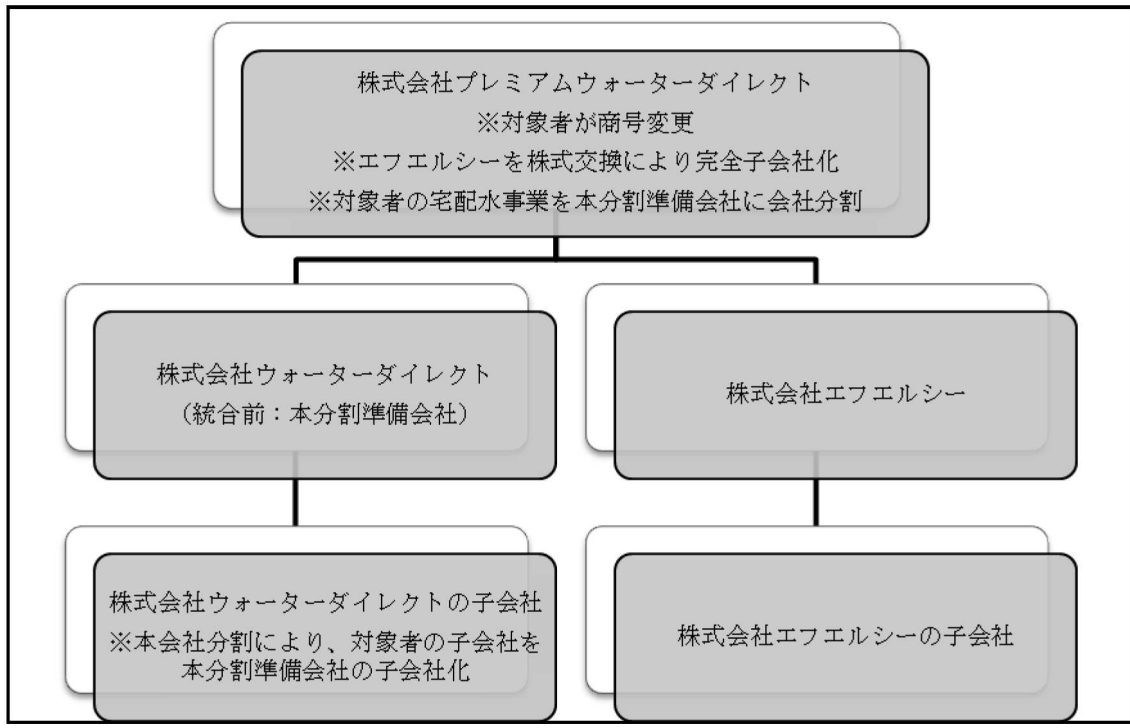 株式会社プレミアムウォーターダイレクト
※対象者が商号変更
※エフエルシーを株式交換により完全子会社化
※対象者の宅配水事業を本分割準備会社に会社分割
株式会社ウォーターダイレクト
（統合前：本分割準備会社）
株式会社エフエルシー
株式会社ウォーターダイレクトの子会社
※本会社分割により、対象者の子会社を
本分割準備会社の子会社化
株式会社エフエルシーの子会社